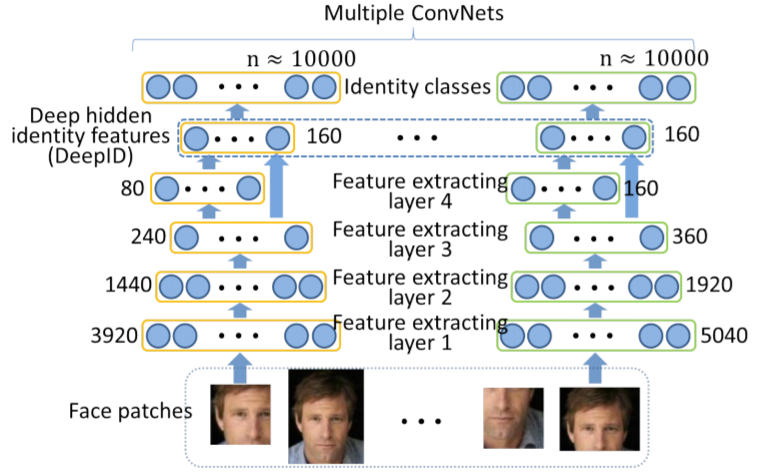 Multiple ConvNets
n ≈ 10000
n ≈ 10000
Identity classes
Deep hidden
identity features
(DeepID)
160
• • •
160
80
Feature extracting
layer 4
160
240
Feature extracting
layer 3
360
1440
Feature extracting
layer 2
1920
3920
Feature extracting
layer 1
5040
Face patches